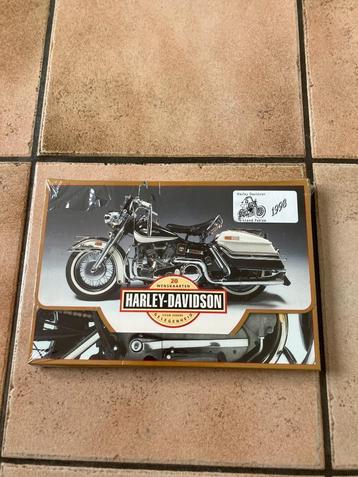 Harley Davidson
1998
20
WENSKAARTEN
HARLEY-DAVIDSON
VOOR IEDERE
GELEGENHEID